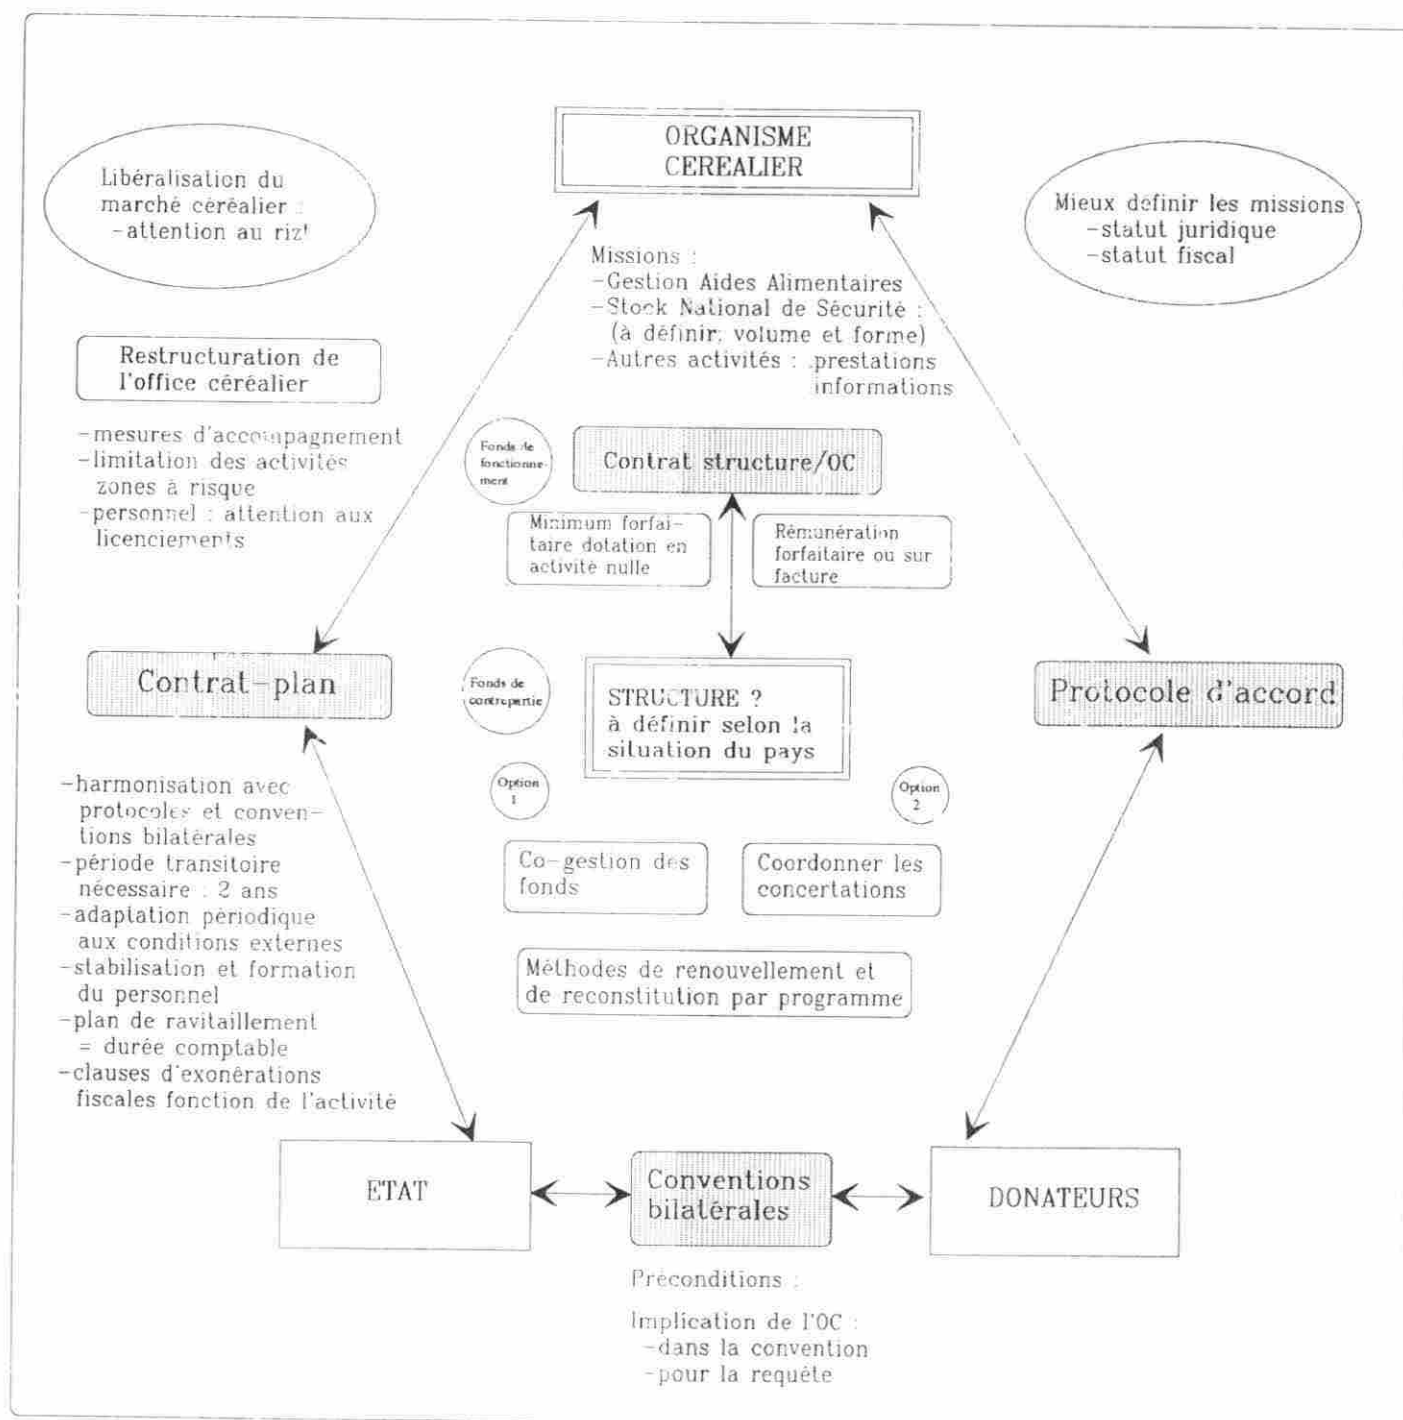 ORGANISME
CEREALIER
Libéralisation du
marché céréalier :
-attention au riz!
Mieux définir les missions :
-statut juridique
-statut fiscal
Missions :
-Gestion Aides Alimentaires
-Stock National de Sécurité :
(à définir: volume et forme)
-Autres activités : .prestations
informations
Restructuration de
l'office céréalier
-mesures d'accompagnement
-limitation des activités
zones à risque
-personnel : attention aux
licenciements
Fonds de
fonctionne-
ment
Contrat structure/OC
Minimum forfai-
taire dotation en
activité nulle
Rémunération
forfaitaire ou sur
facture
Contrat-plan
Fonds de
contrepartie
STRUCTURE ?
à définir selon la
situation du pays
Protocole d'accord
Option
1
Option
2
-harmonisation avec
protocoles et conven-
tions bilatérales
-période transitoire
nécessaire : 2 ans
-adaptation périodique
aux conditions externes
-stabilisation et formation
du personnel
-plan de ravitaillement
= durée comptable
-clauses d'exonérations
fiscales fonction de l'activité
Co-gestion des
fonds
Coordonner les
concertations
Méthodes de renouvellement et
de reconstitution par programme
ETAT
Conventions
bilatérales
DONATEURS
Préconditions :
Implication de l'OC :
-dans la convention
-pour la requête